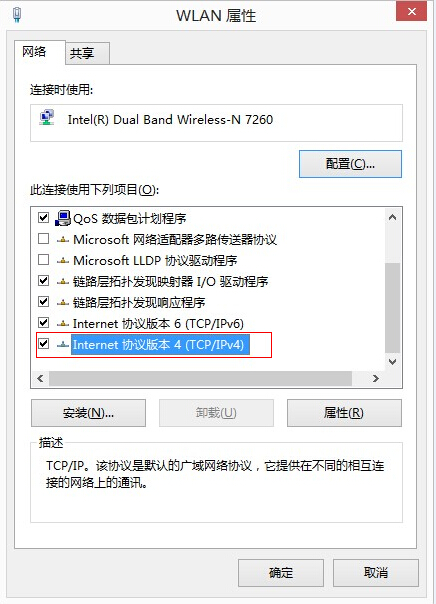 WLAN 属性
网络
共享
连接时使用:
Intel(R) Dual Band Wireless-N 7260
配置(C)...
此连接使用下列项目(O):
QoS 数据包计划程序
Microsoft 网络适配器多路传送器协议
Microsoft LLDP 协议驱动程序
链路层拓扑发现映射器 I/O 驱动程序
链路层拓扑发现响应程序
Internet 协议版本 6 (TCP/IPv6)
Internet 协议版本 4 (TCP/IPv4)
安装(N)...
卸载(U)
属性(R)
描述
TCP/IP。该协议是默认的广域网络协议，它提供在不同的相互连接
的网络上的通讯。
确定
取消